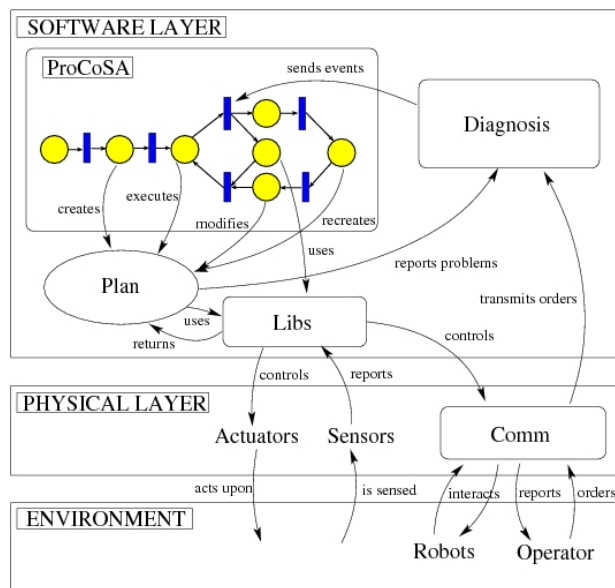 SOFTWARE LAYER
ProCoSA
sends events
Diagnosis
creates
executes
modifies
recreates
uses
Plan
reports problems
transmits orders
uses
Libs
returns
controls
controls
reports
PHYSICAL LAYER
Actuators
Sensors
Comm
acts upon
is sensed
interacts
reports
orders
ENVIRONMENT
Robots
Operator